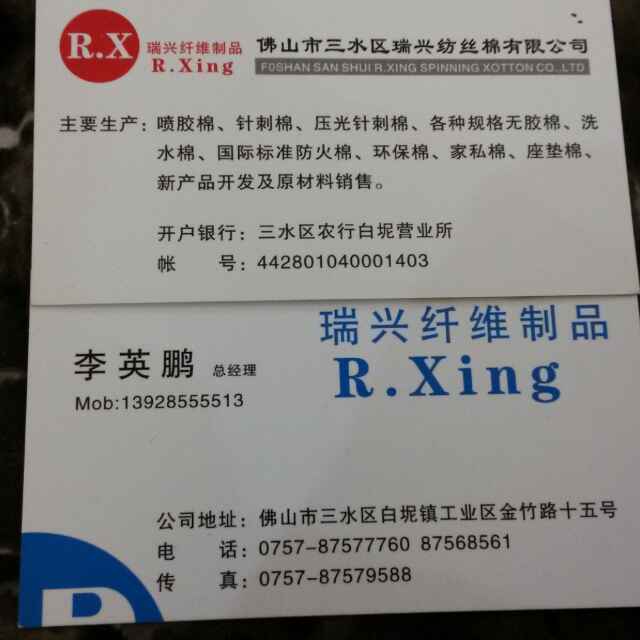 R.X
瑞兴纤维制品
R.Xing
佛山市三水区瑞兴纺丝棉有限公司
FOSHAN SAN SHUI R.XING SPINNING XOTTON CO.,LTD
主要生产：喷胶棉、针刺棉、压光针刺棉、各种规格无胶棉、洗
水棉、国际标准防火棉、环保棉、家私棉、座垫棉、
新产品开发及原材料销售。
开户银行：三水区农行白坭营业所
帐 号：442801040001403
瑞兴纤维制品
R.Xing
李英鹏 总经理
Mob:13928555513
公司地址：佛山市三水区白坭镇工业区金竹路十五号
电 话：0757-87577760 87568561
传 真：0757-87579588
R